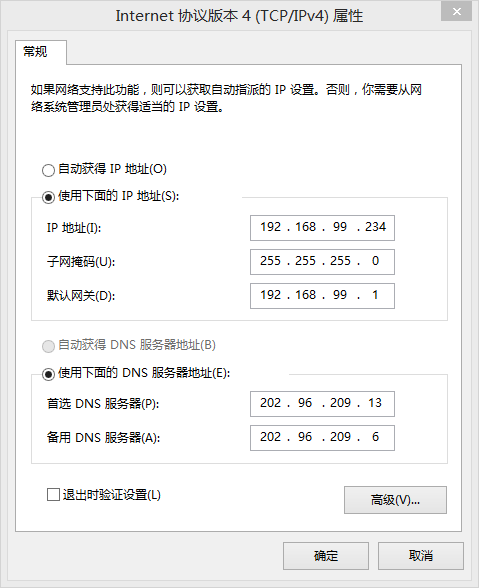 Internet 协议版本 4 (TCP/IPv4) 属性
常规
如果网络支持此功能，则可以获取自动指派的 IP 设置。否则，你需要从网
络系统管理员处获得适当的 IP 设置。
自动获得 IP 地址(O)
使用下面的 IP 地址(S):
IP 地址(I): 192 . 168 . 99 . 234
子网掩码(U): 255 . 255 . 255 . 0
默认网关(D): 192 . 168 . 99 . 1
自动获得 DNS 服务器地址(B)
使用下面的 DNS 服务器地址(E):
首选 DNS 服务器(P): 202 . 96 . 209 . 13
备用 DNS 服务器(A): 202 . 96 . 209 . 6
退出时验证设置(L)
高级(V)...
确定 取消